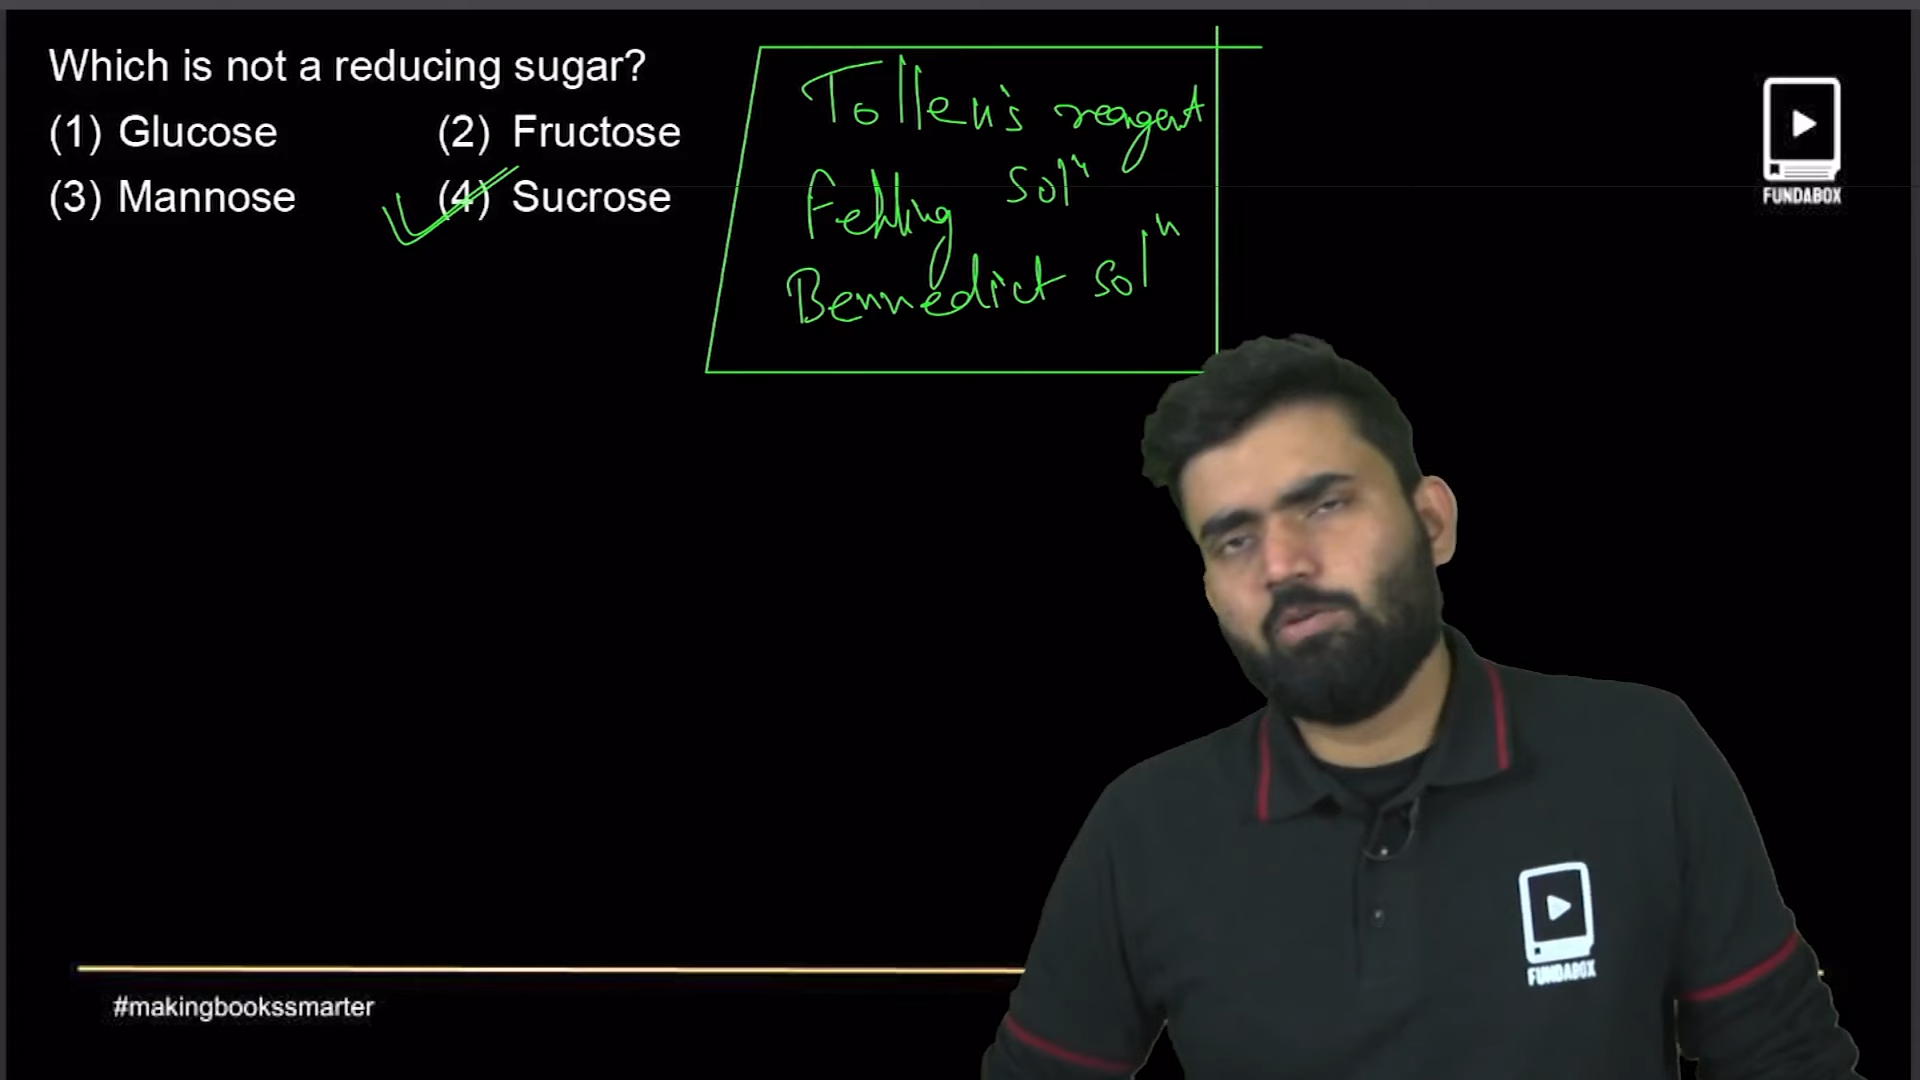 Which is not a reducing sugar?
(1) Glucose (2) Fructose
(3) Mannose (4) Sucrose
Tollen's reagent
Fehling solⁿ
Bennedict solⁿ
FUNDABOX
FUNDABOX
#makingbookssmarter